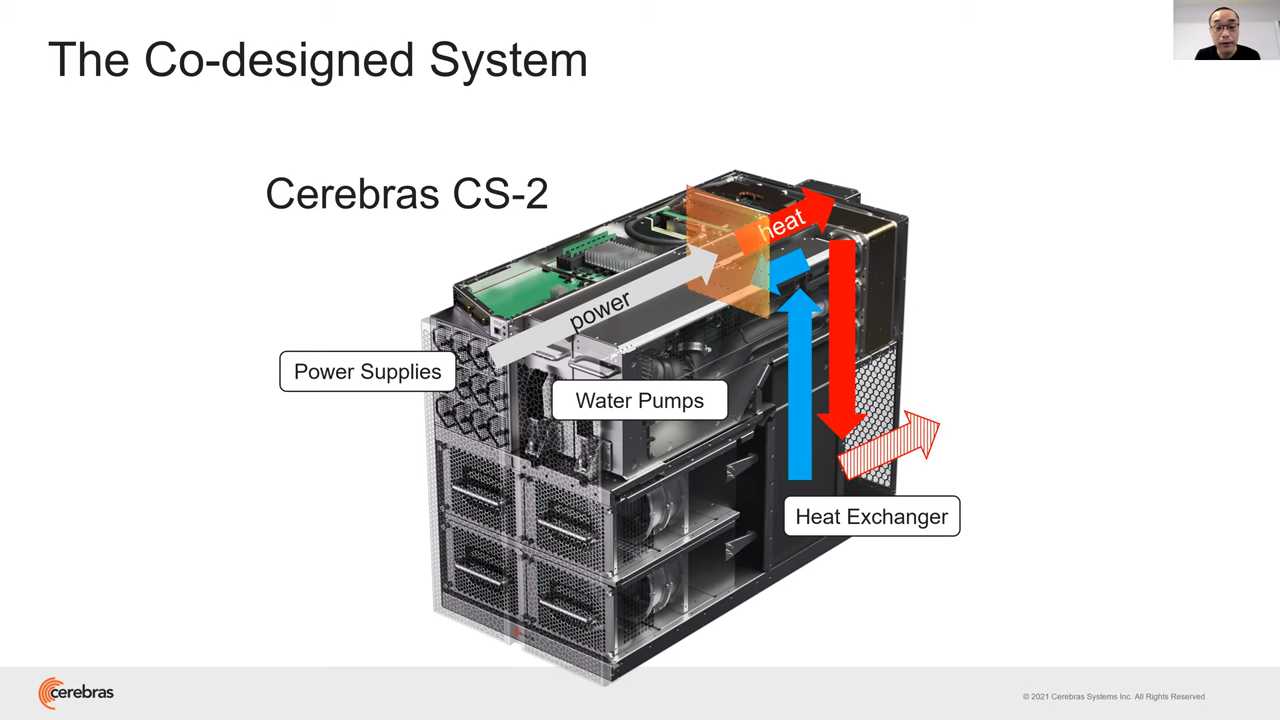 The Co-designed System
Cerebras CS-2
heat
power
Power Supplies
Water Pumps
Heat Exchanger
cerebras
© 2021 Cerebras Systems Inc. All Rights Reserved